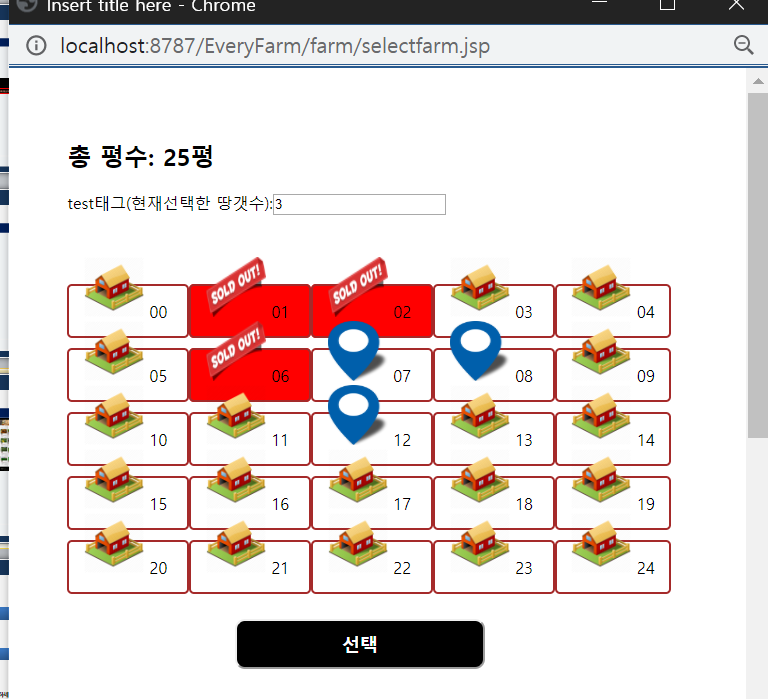 Insert title here - Chrome
localhost:8787/EveryFarm/farm/selectfarm.jsp
총 평수: 25평
test태그(현재선택한 땅갯수):3
00 SOLD OUT! 01 SOLD OUT! 02 03 04
05 SOLD OUT! 06 07 08 09
10 11 12 13 14
15 16 17 18 19
20 21 22 23 24
선택